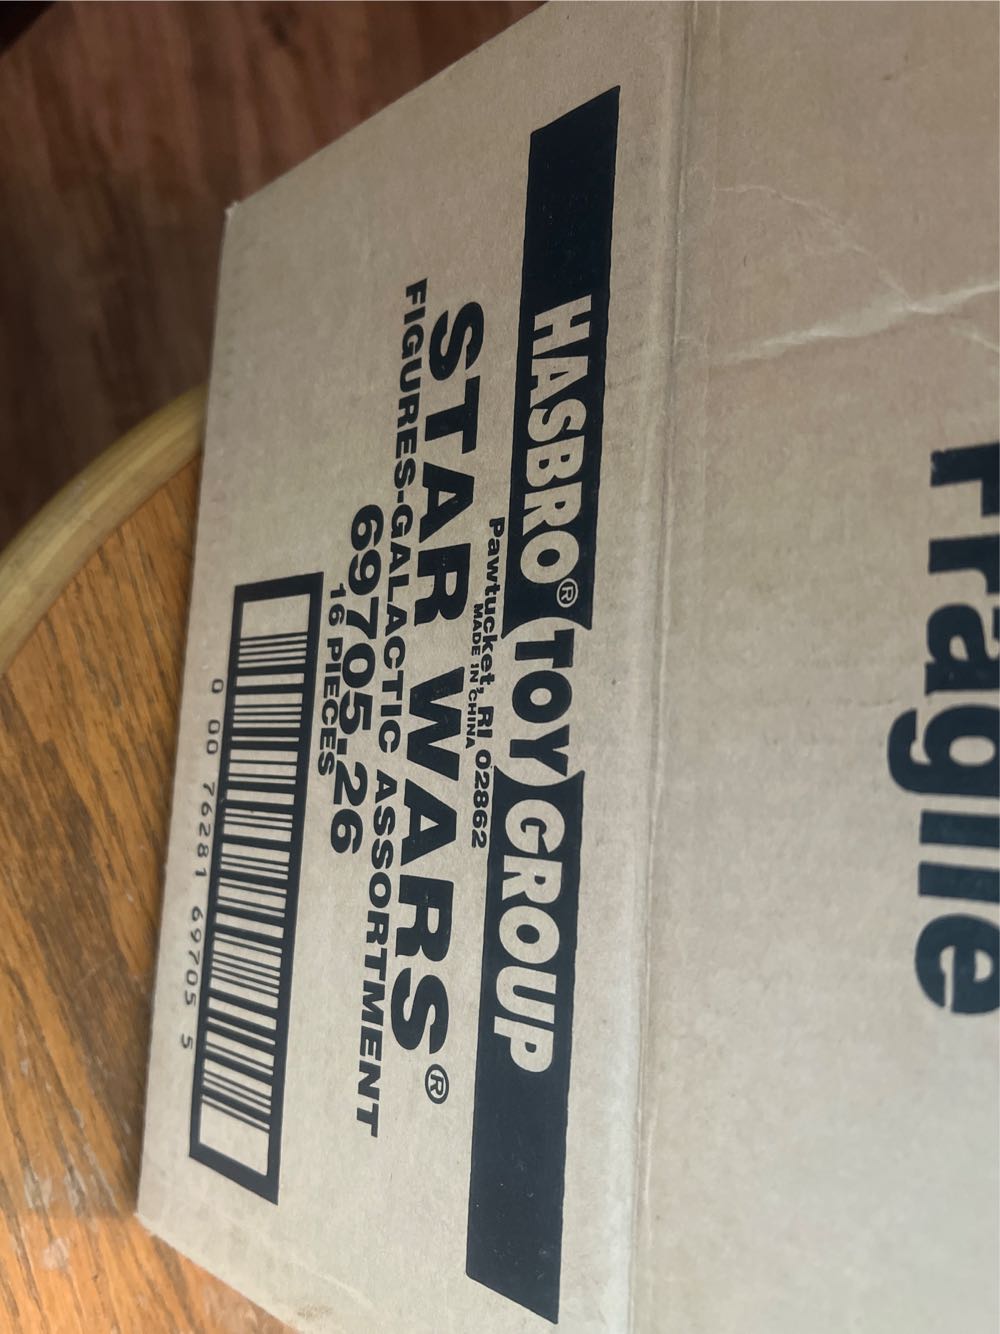 Fragile
HASBRO® TOY GROUP
Pawtucket, RI 02862
MADE IN CHINA
STAR WARS®
FIGURES-GALACTIC ASSORTMENT
69705.26
16 PIECES
0 00 76281 69705 5